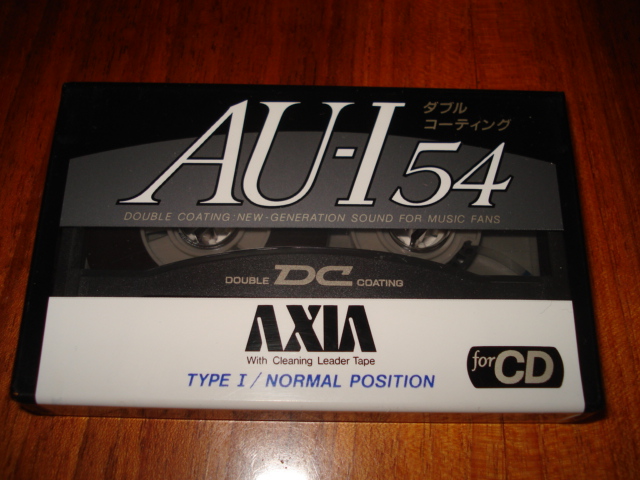 AU-I 54
ダブル
コーティング
DOUBLE COATING: NEW-GENERATION SOUND FOR MUSIC FANS
DOUBLE DC COATING
AXIA
With Cleaning Leader Tape
for CD
TYPE I / NORMAL POSITION